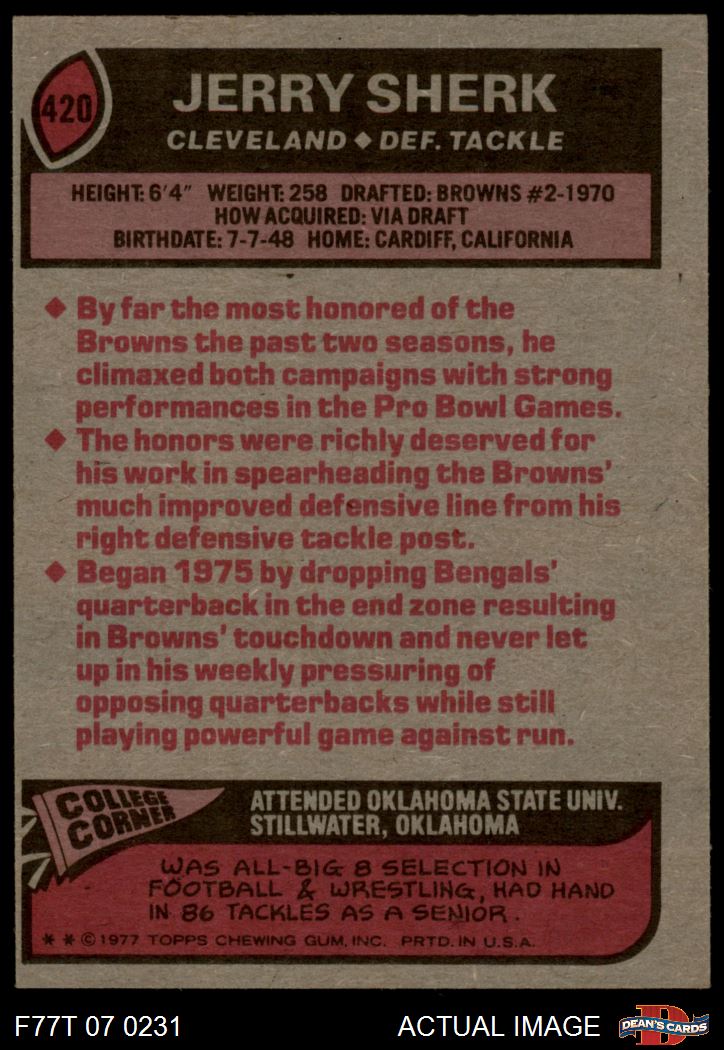 420
JERRY SHERK
CLEVELAND ◆ DEF. TACKLE
HEIGHT: 6'4" WEIGHT: 258 DRAFTED: BROWNS #2-1970
HOW ACQUIRED: VIA DRAFT
BIRTHDATE: 7-7-48 HOME: CARDIFF, CALIFORNIA
◆ By far the most honored of the
Browns the past two seasons, he
climaxed both campaigns with strong
performances in the Pro Bowl Games.
◆ The honors were richly deserved for
his work in spearheading the Browns'
much improved defensive line from his
right defensive tackle post.
◆ Began 1975 by dropping Bengals'
quarterback in the end zone resulting
in Browns' touchdown and never let
up in his weekly pressuring of
opposing quarterbacks while still
playing powerful game against run.
COLLEGE
CORNER
ATTENDED OKLAHOMA STATE UNIV.
STILLWATER, OKLAHOMA
WAS ALL-BIG 8 SELECTION IN
FOOTBALL & WRESTLING, HAD HAND
IN 86 TACKLES AS A SENIOR.
* * © 1977 TOPPS CHEWING GUM, INC. PRTD. IN U.S.A.
F77T 07 0231
ACTUAL IMAGE
D
DEAN'S CARDS